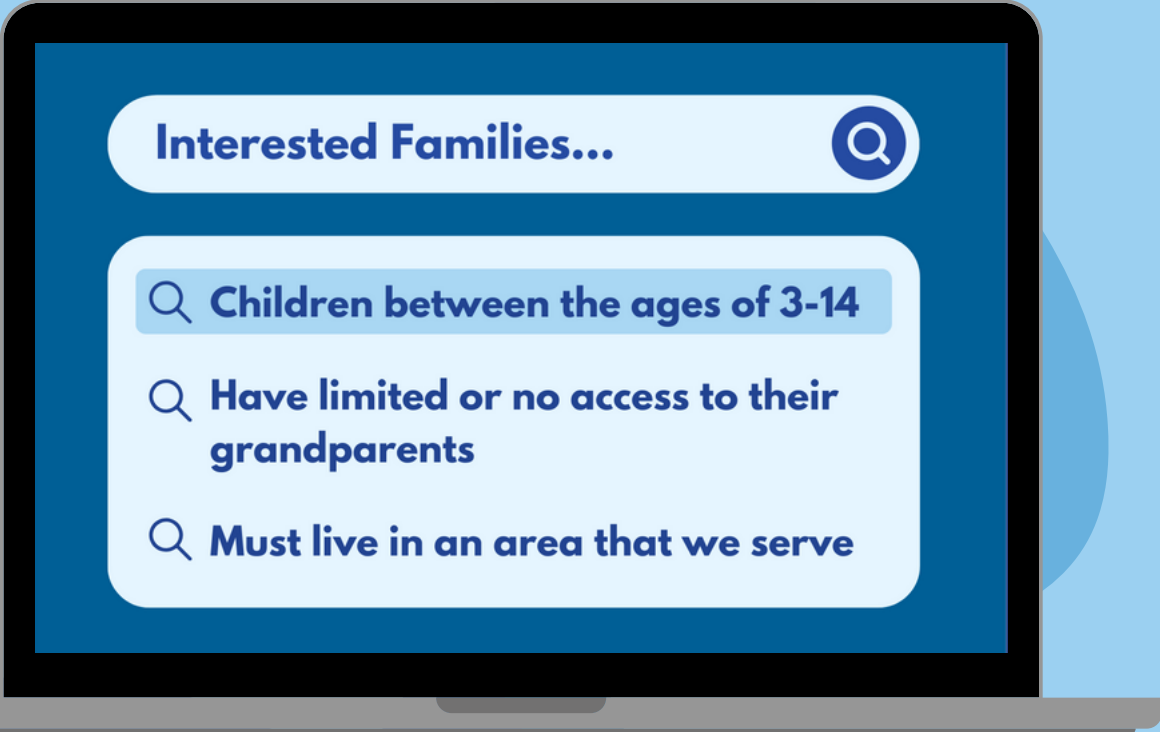 Interested Families...
Children between the ages of 3-14
Have limited or no access to their
grandparents
Must live in an area that we serve